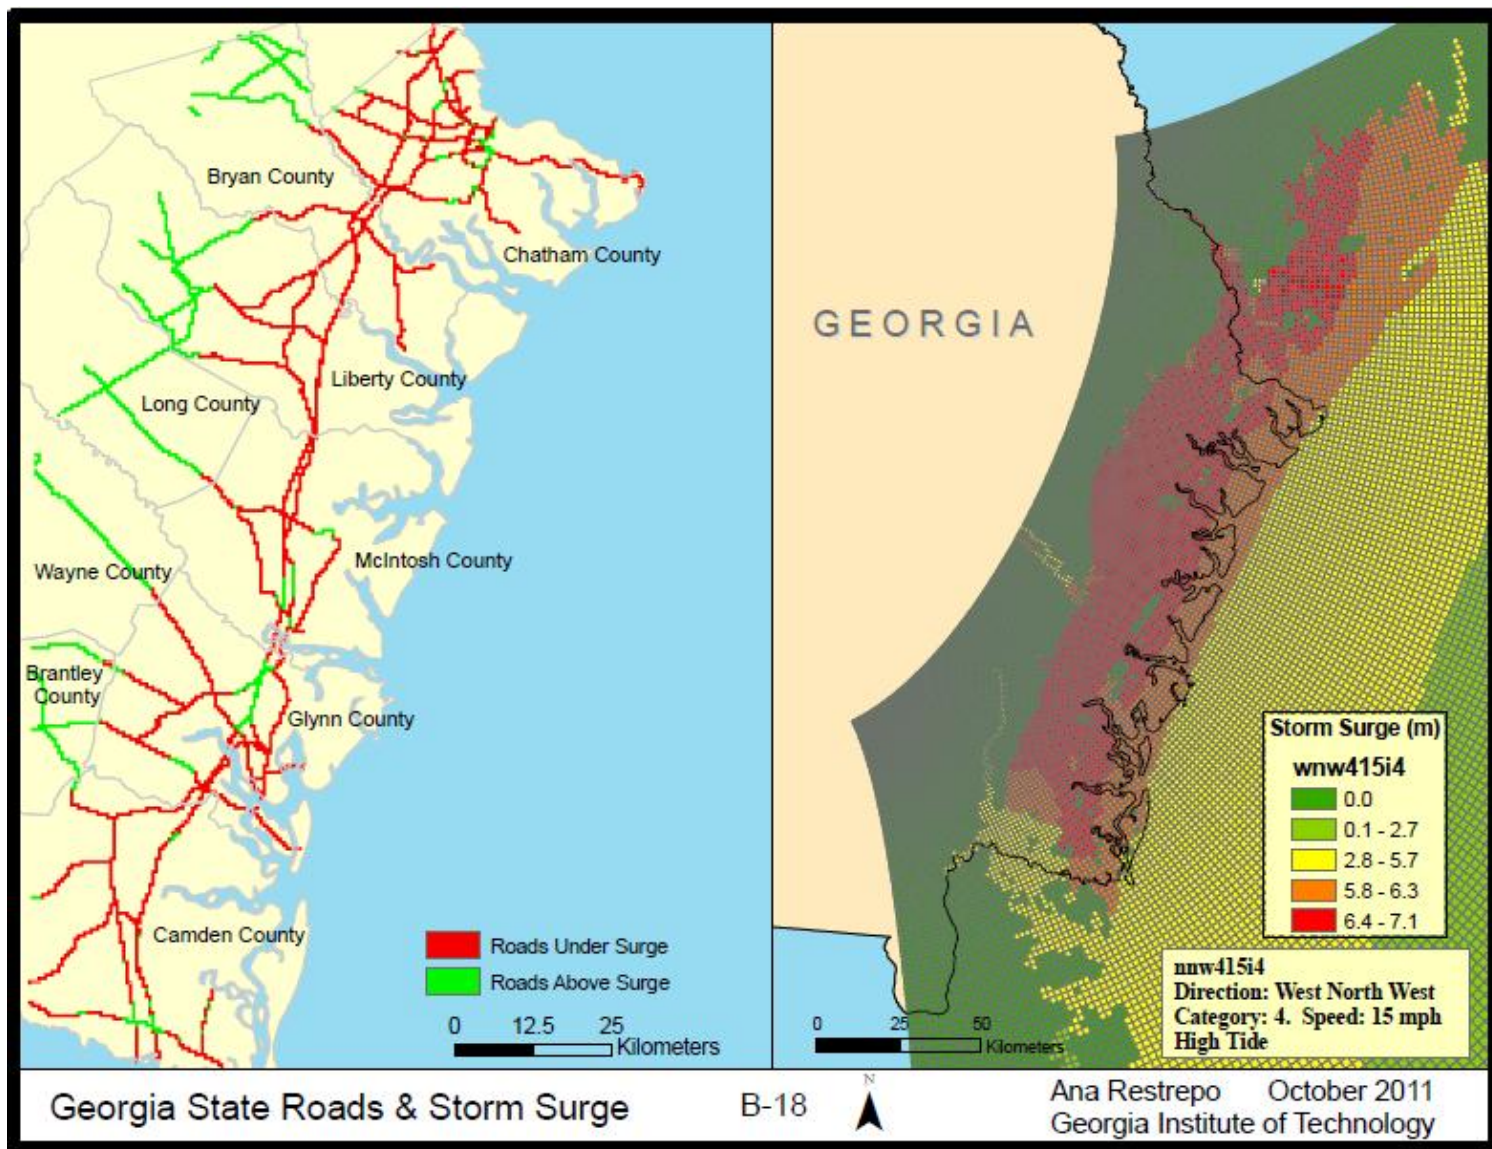 Bryan County
Chatham County
Liberty County
Long County
McIntosh County
Wayne County
Brantley
County
Glynn County
Camden County
Roads Under Surge
Roads Above Surge
0 12.5 25
Kilometers
GEORGIA
Storm Surge (m)
wnw415i4
0.0
0.1 - 2.7
2.8 - 5.7
5.8 - 6.3
6.4 - 7.1
nnw415i4
Direction: West North West
Category: 4. Speed: 15 mph
High Tide
0 25 50
Kilometers
Georgia State Roads & Storm Surge
B-18
N
Ana Restrepo October 2011
Georgia Institute of Technology